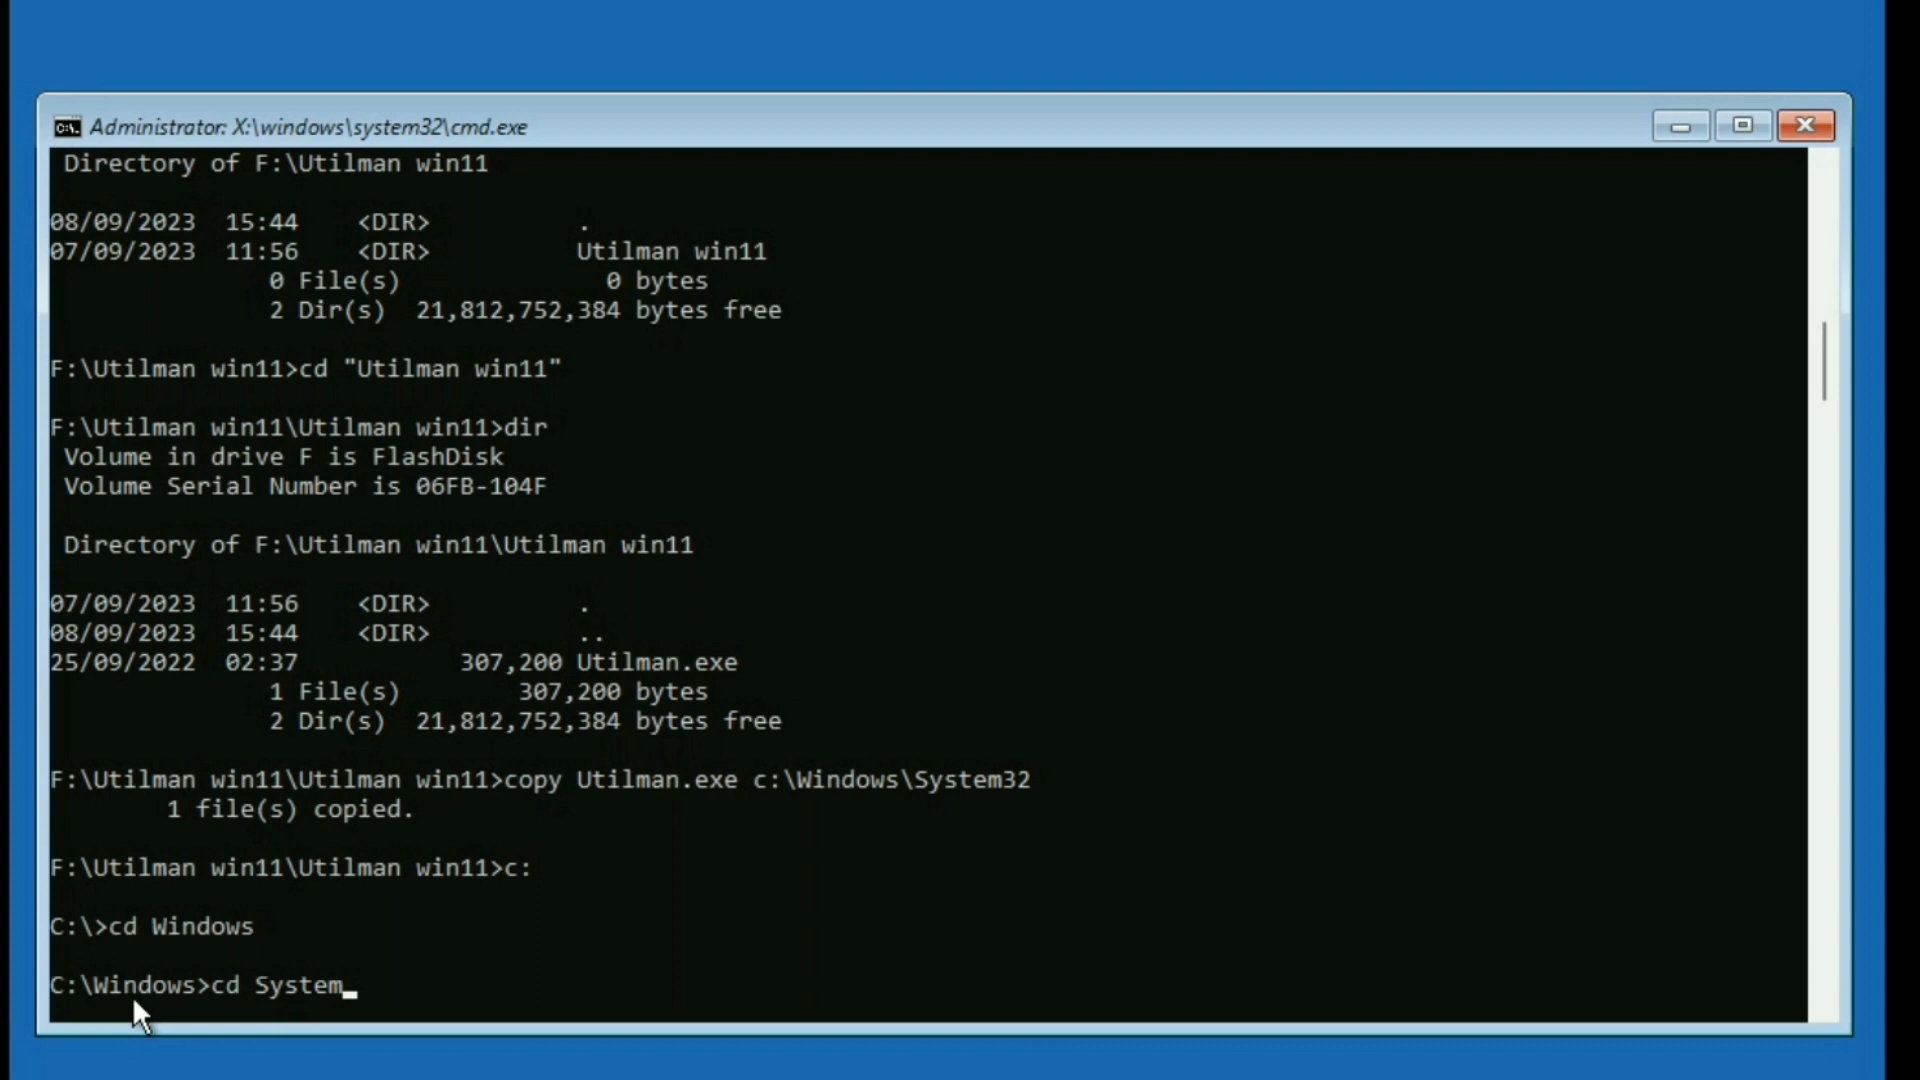 Administrator: X:\windows\system32\cmd.exe
Directory of F:\Utilman win11
08/09/2023 15:44 <DIR> .
07/09/2023 11:56 <DIR> Utilman win11
0 File(s) 0 bytes
2 Dir(s) 21,812,752,384 bytes free
F:\Utilman win11>cd "Utilman win11"
F:\Utilman win11\Utilman win11>dir
Volume in drive F is FlashDisk
Volume Serial Number is 06FB-104F
Directory of F:\Utilman win11\Utilman win11
07/09/2023 11:56 <DIR> .
08/09/2023 15:44 <DIR> ..
25/09/2022 02:37 307,200 Utilman.exe
1 File(s) 307,200 bytes
2 Dir(s) 21,812,752,384 bytes free
F:\Utilman win11\Utilman win11>copy Utilman.exe c:\Windows\System32
1 file(s) copied.
F:\Utilman win11\Utilman win11>c:
C:\>cd Windows
C:\Windows>cd System_